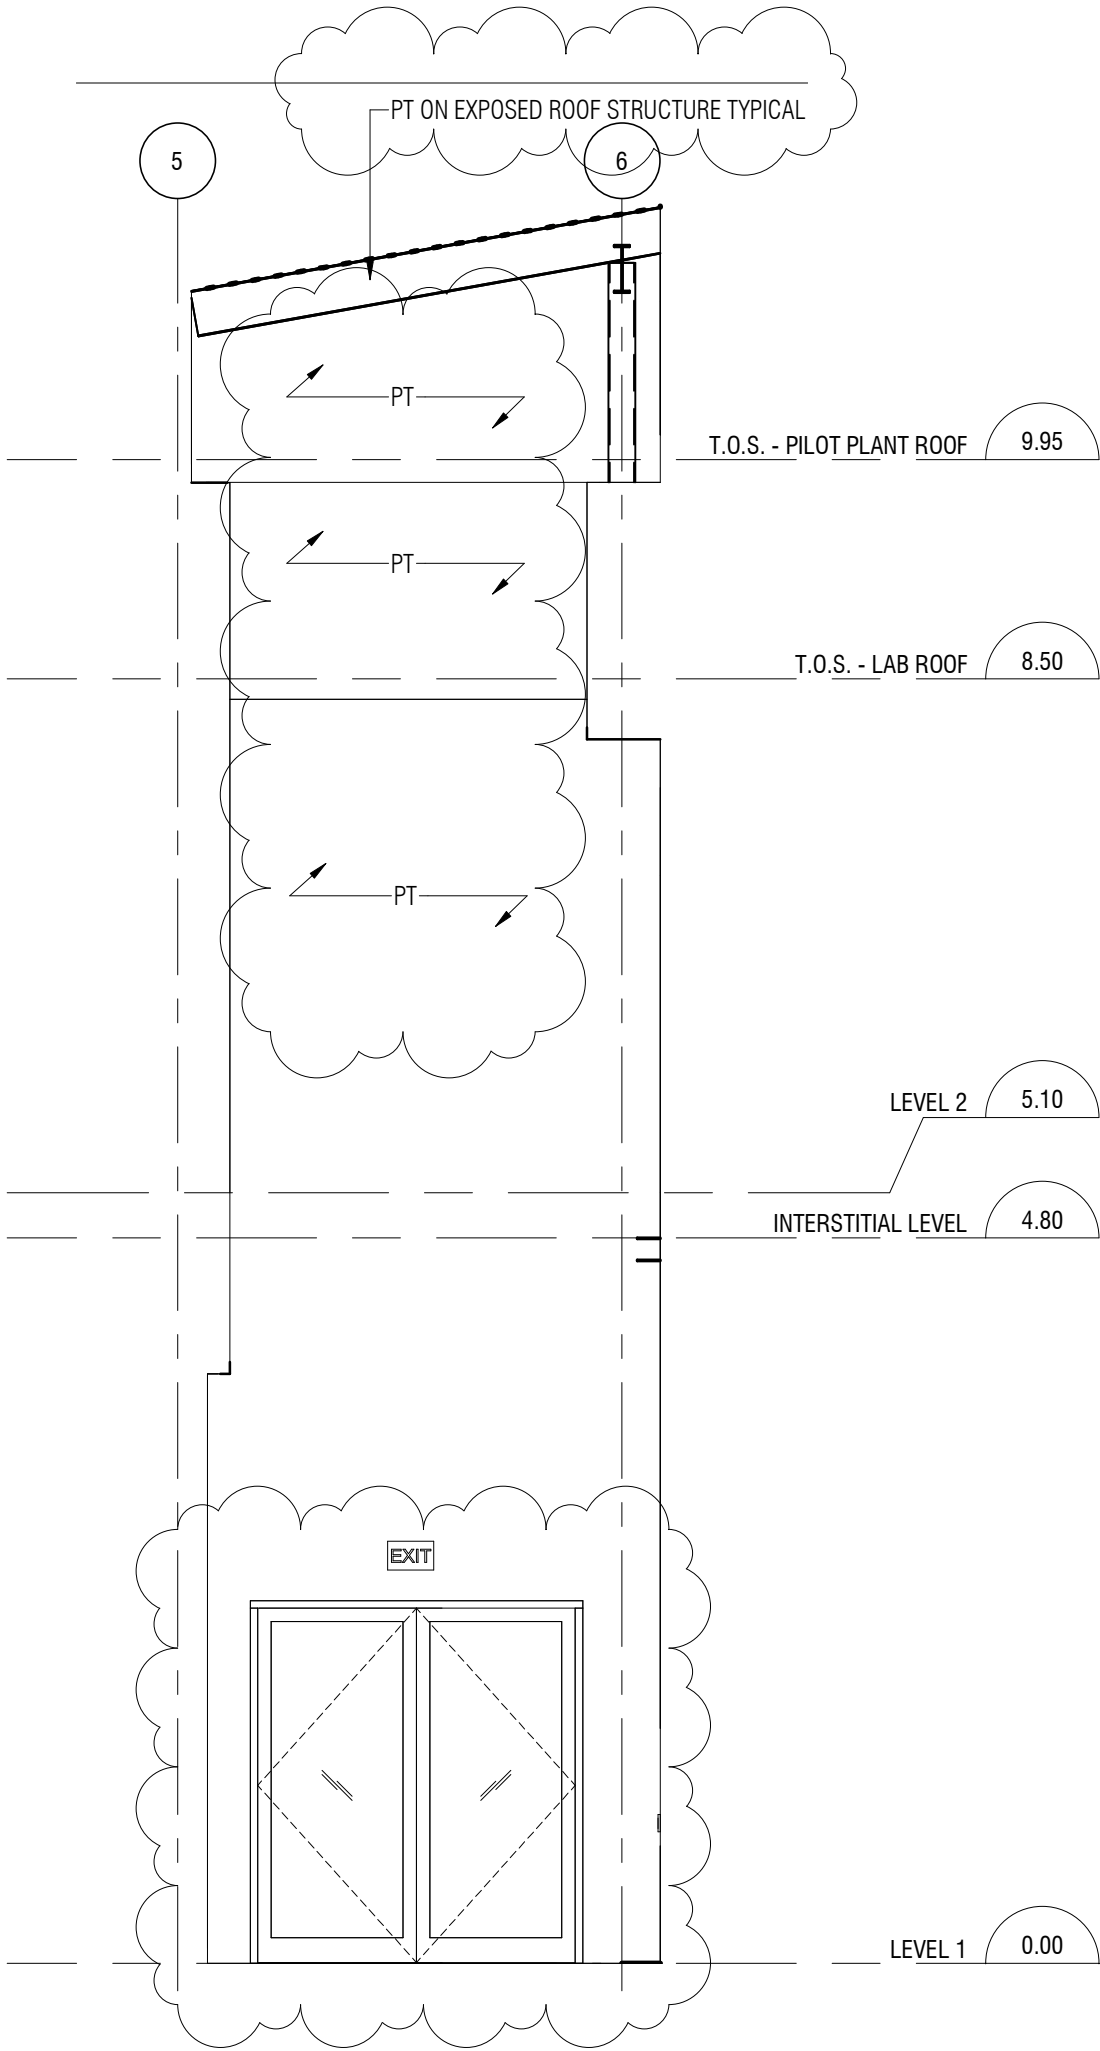 PT ON EXPOSED ROOF STRUCTURE TYPICAL
5
6
PT
T.O.S. - PILOT PLANT ROOF 9.95
PT
T.O.S. - LAB ROOF 8.50
PT
LEVEL 2 5.10
INTERSTITIAL LEVEL 4.80
EXIT
LEVEL 1 0.00